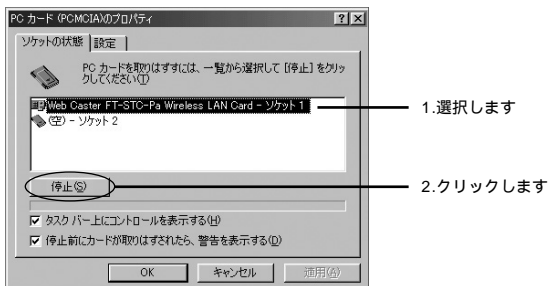 PC カード (PCMCIA)のプロパティ
ソケットの状態 設定
PC カードを取りはずすには、一覧から選択して [停止] をクリッ
クしてください(T)
Web Caster FT-STC-Pa Wireless LAN Card - ソケット 1
1.選択します
(空) - ソケット 2
停止(S)
2.クリックします
タスク バー上にコントロールを表示する(H)
停止前にカードが取りはずされたら、警告を表示する(D)
OK キャンセル 適用(A)